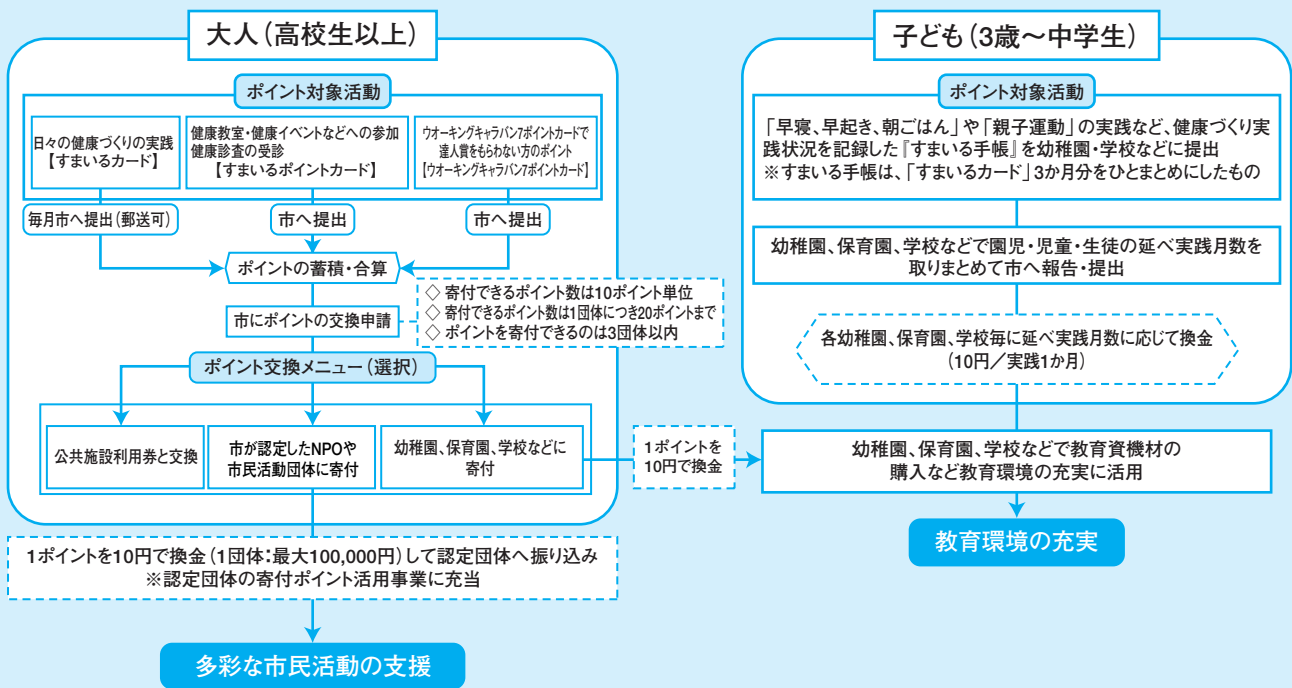 大人（高校生以上）
ポイント対象活動
日々の健康づくりの実践
【すまいるカード】
健康教室・健康イベントなどへの参加
健康診査の受診
【すまいるポイントカード】
ウオーキングキャラバン7ポイントカードで
達人賞をもらわない方のポイント
【ウオーキングキャラバン7ポイントカード】
毎月市へ提出（郵送可）
市へ提出
市へ提出
ポイントの蓄積・合算
◇ 寄付できるポイント数は10ポイント単位
◇ 寄付できるポイント数は1団体につき20ポイントまで
◇ ポイントを寄付できるのは3団体以内
市にポイントの交換申請
ポイント交換メニュー（選択）
公共施設利用券と交換
市が認定したNPOや
市民活動団体に寄付
幼稚園、保育園、学校などに
寄付
1ポイントを
10円で換金
1ポイントを10円で換金（1団体：最大100,000円）して認定団体へ振り込み
※認定団体の寄付ポイント活用事業に充当
多彩な市民活動の支援
子ども（3歳～中学生）
ポイント対象活動
「早寝、早起き、朝ごはん」や「親子運動」の実践など、健康づくり実
践状況を記録した『すまいる手帳』を幼稚園・学校などに提出
※すまいる手帳は、「すまいるカード」3か月分をひとまとめにしたもの
幼稚園、保育園、学校などで園児・児童・生徒の延べ実践月数を
取りまとめて市へ報告・提出
各幼稚園、保育園、学校毎に延べ実践月数に応じて換金
（10円／実践1か月）
幼稚園、保育園、学校などで教育資機材の
購入など教育環境の充実に活用
教育環境の充実